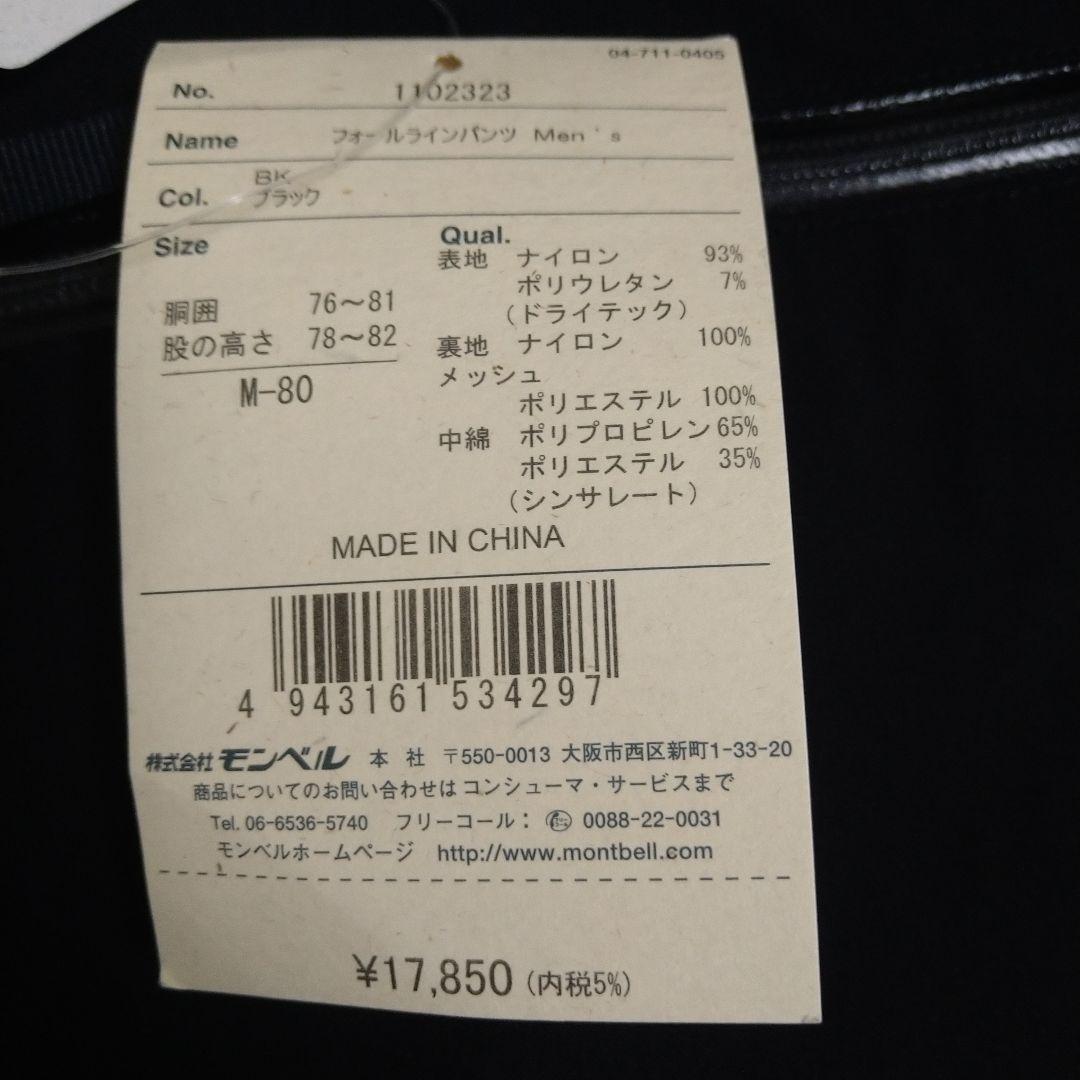 04-711-0405
No. 1102323
Name フォールラインパンツ Men's
Col. BK
ブラック
Size
胴囲 76～81
股の高さ 78～82
M-80
Qual.
表地 ナイロン 93%
ポリウレタン 7%
(ドライテック)
裏地 ナイロン 100%
メッシュ
ポリエステル 100%
中綿 ポリプロピレン 65%
ポリエステル 35%
(シンサレート)
MADE IN CHINA
4 943161 534297
株式会社モンベル 本社 〒550-0013 大阪市西区新町1-33-20
商品についてのお問い合わせは コンシューマ・サービスまで
Tel. 06-6536-5740 フリーコール： 0088-22-0031
モンベルホームページ http://www.montbell.com
¥17,850 (内税5%)